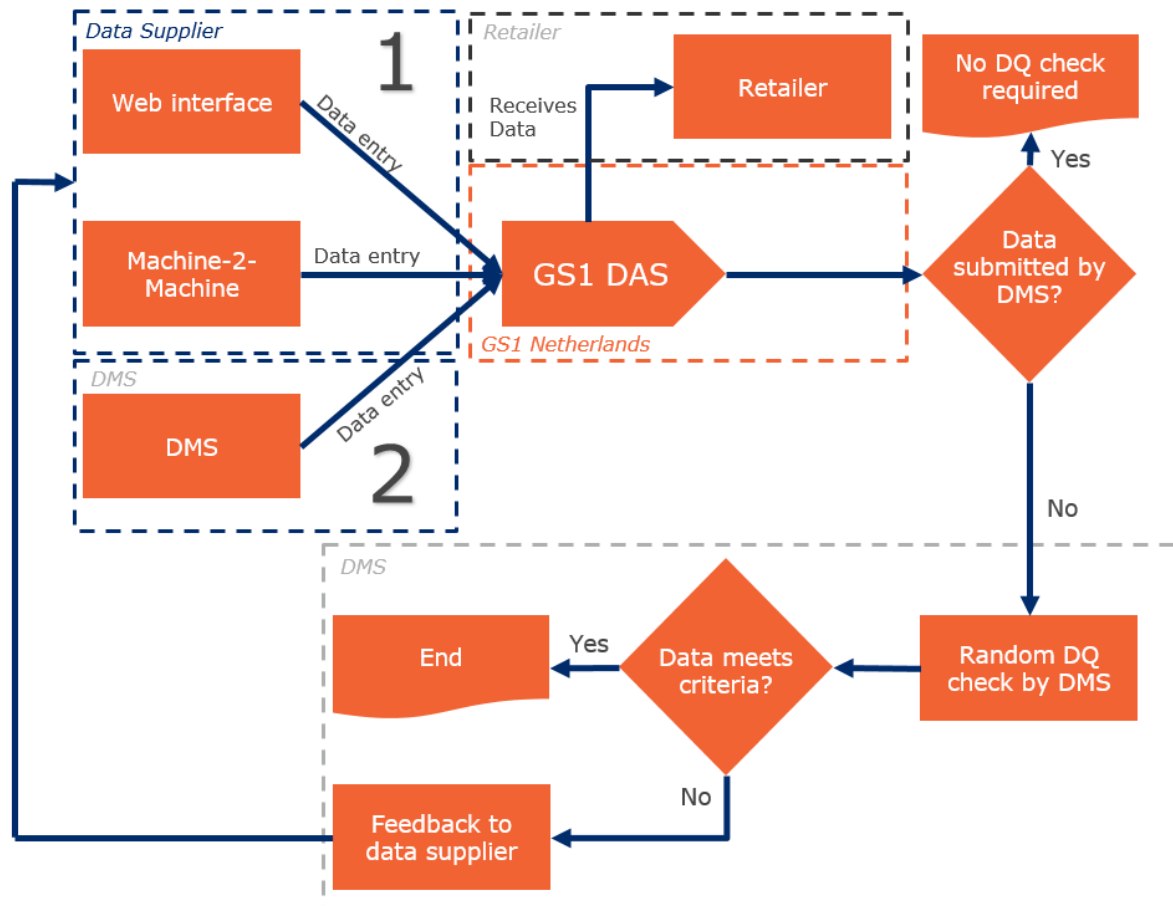 Data Supplier
1
Web interface
Data entry
Machine-2-
Machine
Data entry
DMS
DMS
Data entry
2
Retailer
Receives
Data
Retailer
GS1 DAS
GS1 Netherlands
No DQ check
required
Yes
Data
submitted by
DMS?
No
DMS
End
Yes
Data meets
criteria?
Random DQ
check by DMS
No
Feedback to
data supplier